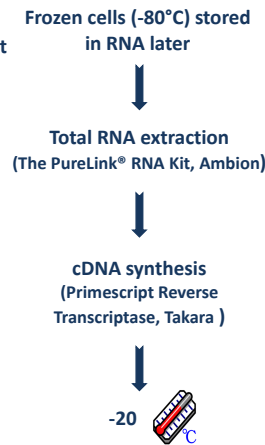 Frozen cells (-80°C) stored
t
in RNA later
Total RNA extraction
(The PureLink® RNA Kit, Ambion)
cDNA synthesis
(Primescript Reverse
Transcriptase, Takara )
-20
℃